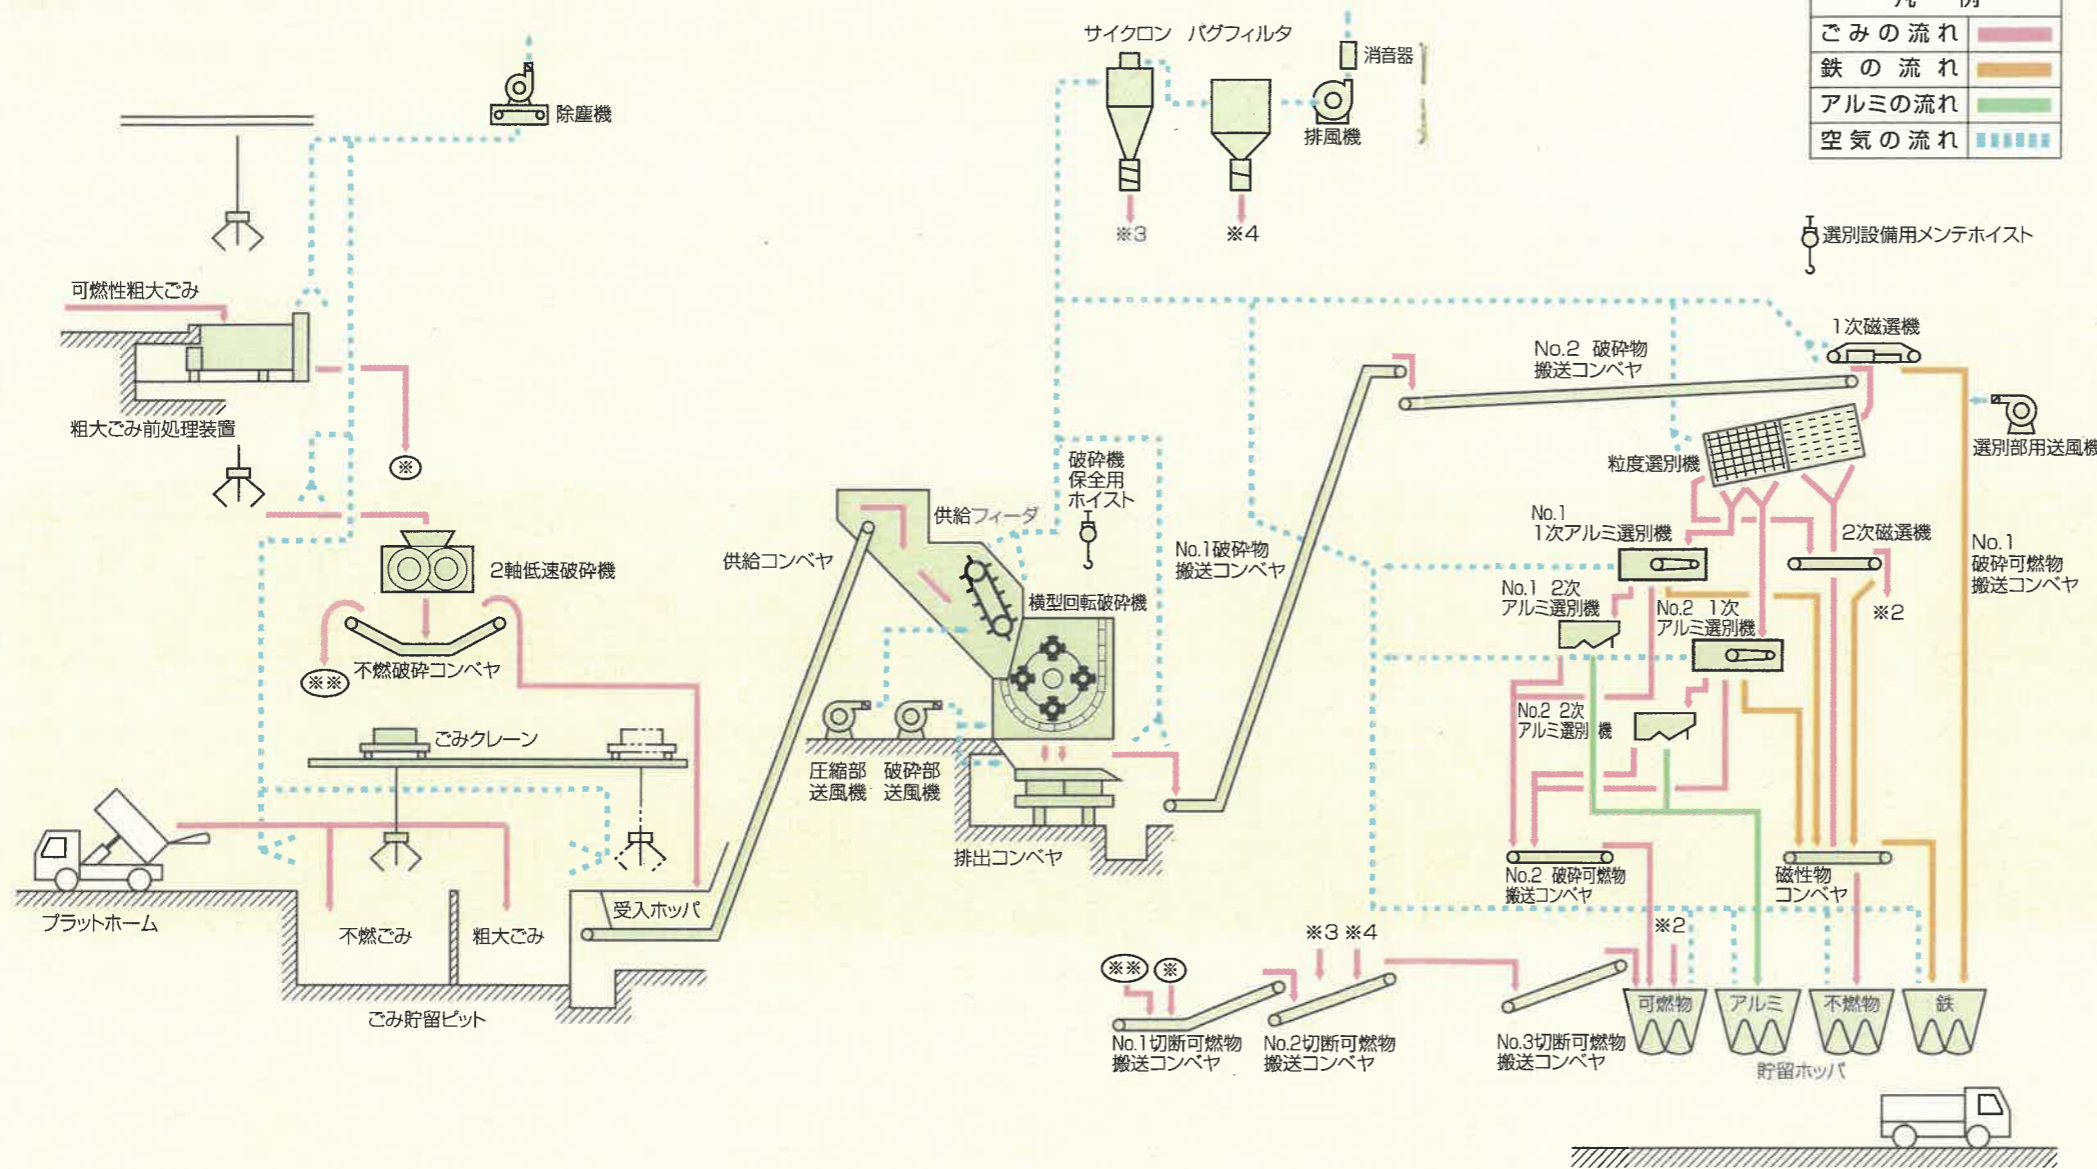 凡 例
ごみの流れ
鉄の流れ
アルミの流れ
空気の流れ
サイクロン
バグフィルタ
消音器
除塵機
排風機
※3
※4
選別設備用メンテホイスト
可燃性粗大ごみ
1次磁選機
No.2 破砕物
搬送コンベヤ
粗大ごみ前処理装置
※
選別部用送風機
粒度選別機
破砕機
保全用
ホイスト
供給フィーダ
供給コンベヤ
No.1破砕物
搬送コンベヤ
No.1
1次アルミ選別機
2次磁選機
No.1
破砕可燃物
搬送コンベヤ
2軸低速破砕機
横型回転破砕機
No.1 2次
アルミ選別機
No.2 1次
アルミ選別機
※2
不燃破砕コンベヤ
※※
No.2 2次
アルミ選別機
ごみクレーン
圧縮部
送風機
破砕部
送風機
排出コンベヤ
No.2 破砕可燃物
搬送コンベヤ
磁性物
コンベヤ
プラットホーム
不燃ごみ
粗大ごみ
受入ホッパ
ごみ貯留ピット
※3 ※4
※2
※※
※
No.1切断可燃物
搬送コンベヤ
No.2切断可燃物
搬送コンベヤ
No.3切断可燃物
搬送コンベヤ
可燃物
アルミ
不燃物
鉄
貯留ホッパ